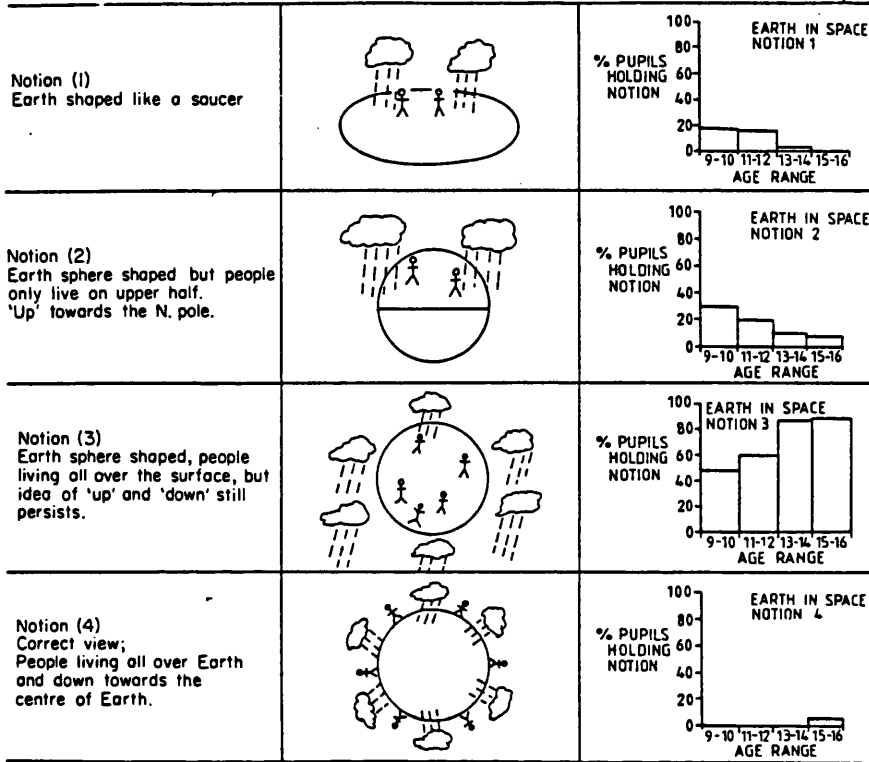 Notion (1)
Earth shaped like a saucer
% PUPILS
HOLDING
NOTION
EARTH IN SPACE
NOTION 1
100
80
60
40
20
0
9-10 11-12 13-14 15-16
AGE RANGE
Notion (2)
Earth sphere shaped but people
only live on upper half.
'Up' towards the N. pole.
% PUPILS
HOLDING
NOTION
EARTH IN SPACE
NOTION 2
100
80
60
40
20
0
9-10 11-12 13-14 15-16
AGE RANGE
Notion (3)
Earth sphere shaped, people
living all over the surface, but
idea of 'up' and 'down' still
persists.
% PUPILS
HOLDING
NOTION
EARTH IN SPACE
NOTION 3
100
80
60
40
20
0
9-10 11-12 13-14 15-16
AGE RANGE
Notion (4)
Correct view;
People living all over Earth
and down towards the
centre of Earth.
% PUPILS
HOLDING
NOTION
EARTH IN SPACE
NOTION 4
100
80
60
40
20
0
9-10 11-12 13-14 15-16
AGE RANGE